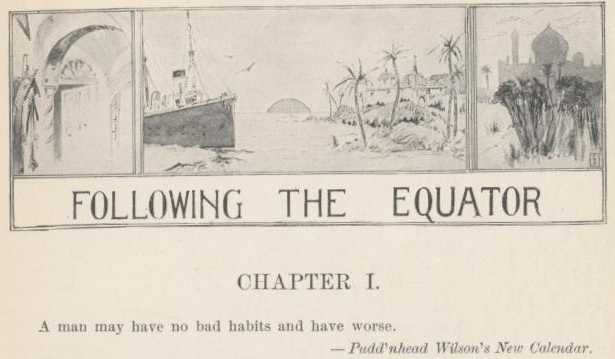 FOLLOWING THE EQUATOR
CHAPTER I.
A man may have no bad habits and have worse.
—Pudd'nhead Wilson's New Calendar.